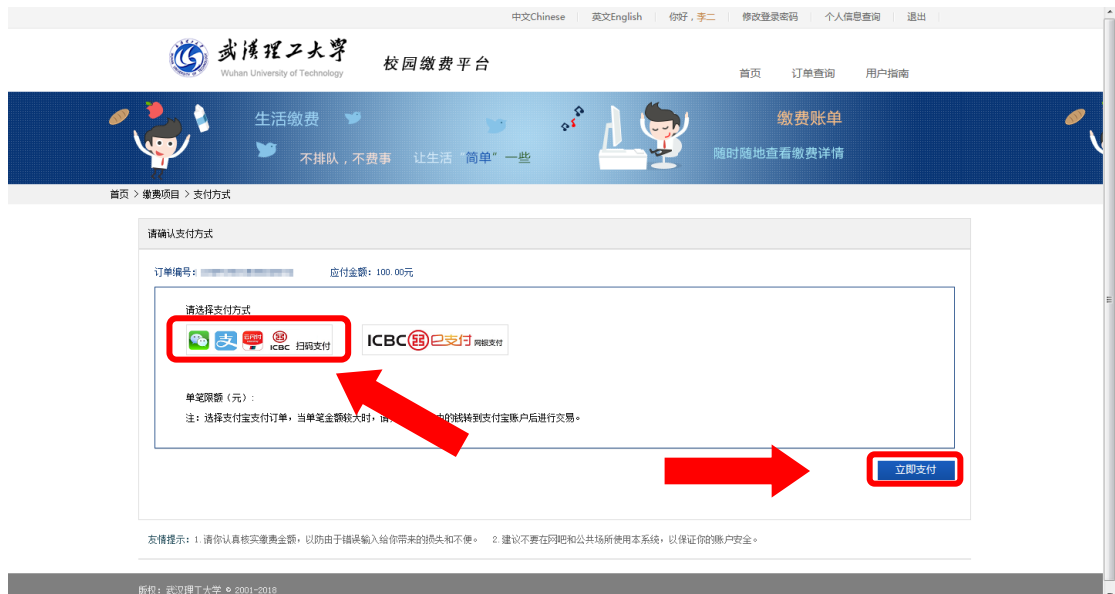 中文Chinese 英文English 你好，李二 修改登录密码 个人信息查询 退出
武汉理工大学
Wuhan University of Technology
校园缴费平台
首页 订单查询 用户指南
生活缴费
不排队，不费事 让生活“简单”一些
缴费账单
随时随地查看缴费详情
首页 > 缴费项目 > 支付方式
请确认支付方式
订单编号: 应付金额: 100.00元
请选择支付方式
支 ICBC 扫码支付 ICBC e支付 网银支付
单笔限额（元）:
注：选择支付宝支付订单，当单笔金额较大时，请 的钱转到支付宝账户后进行交易。
立即支付
友情提示: 1.请你认真核实缴费金额，以防由于错误输入给你带来的损失和不便。 2.建议不要在网吧和公共场所使用本系统，以保证你的账户安全。
版权: 武汉理工大学 © 2001-2018